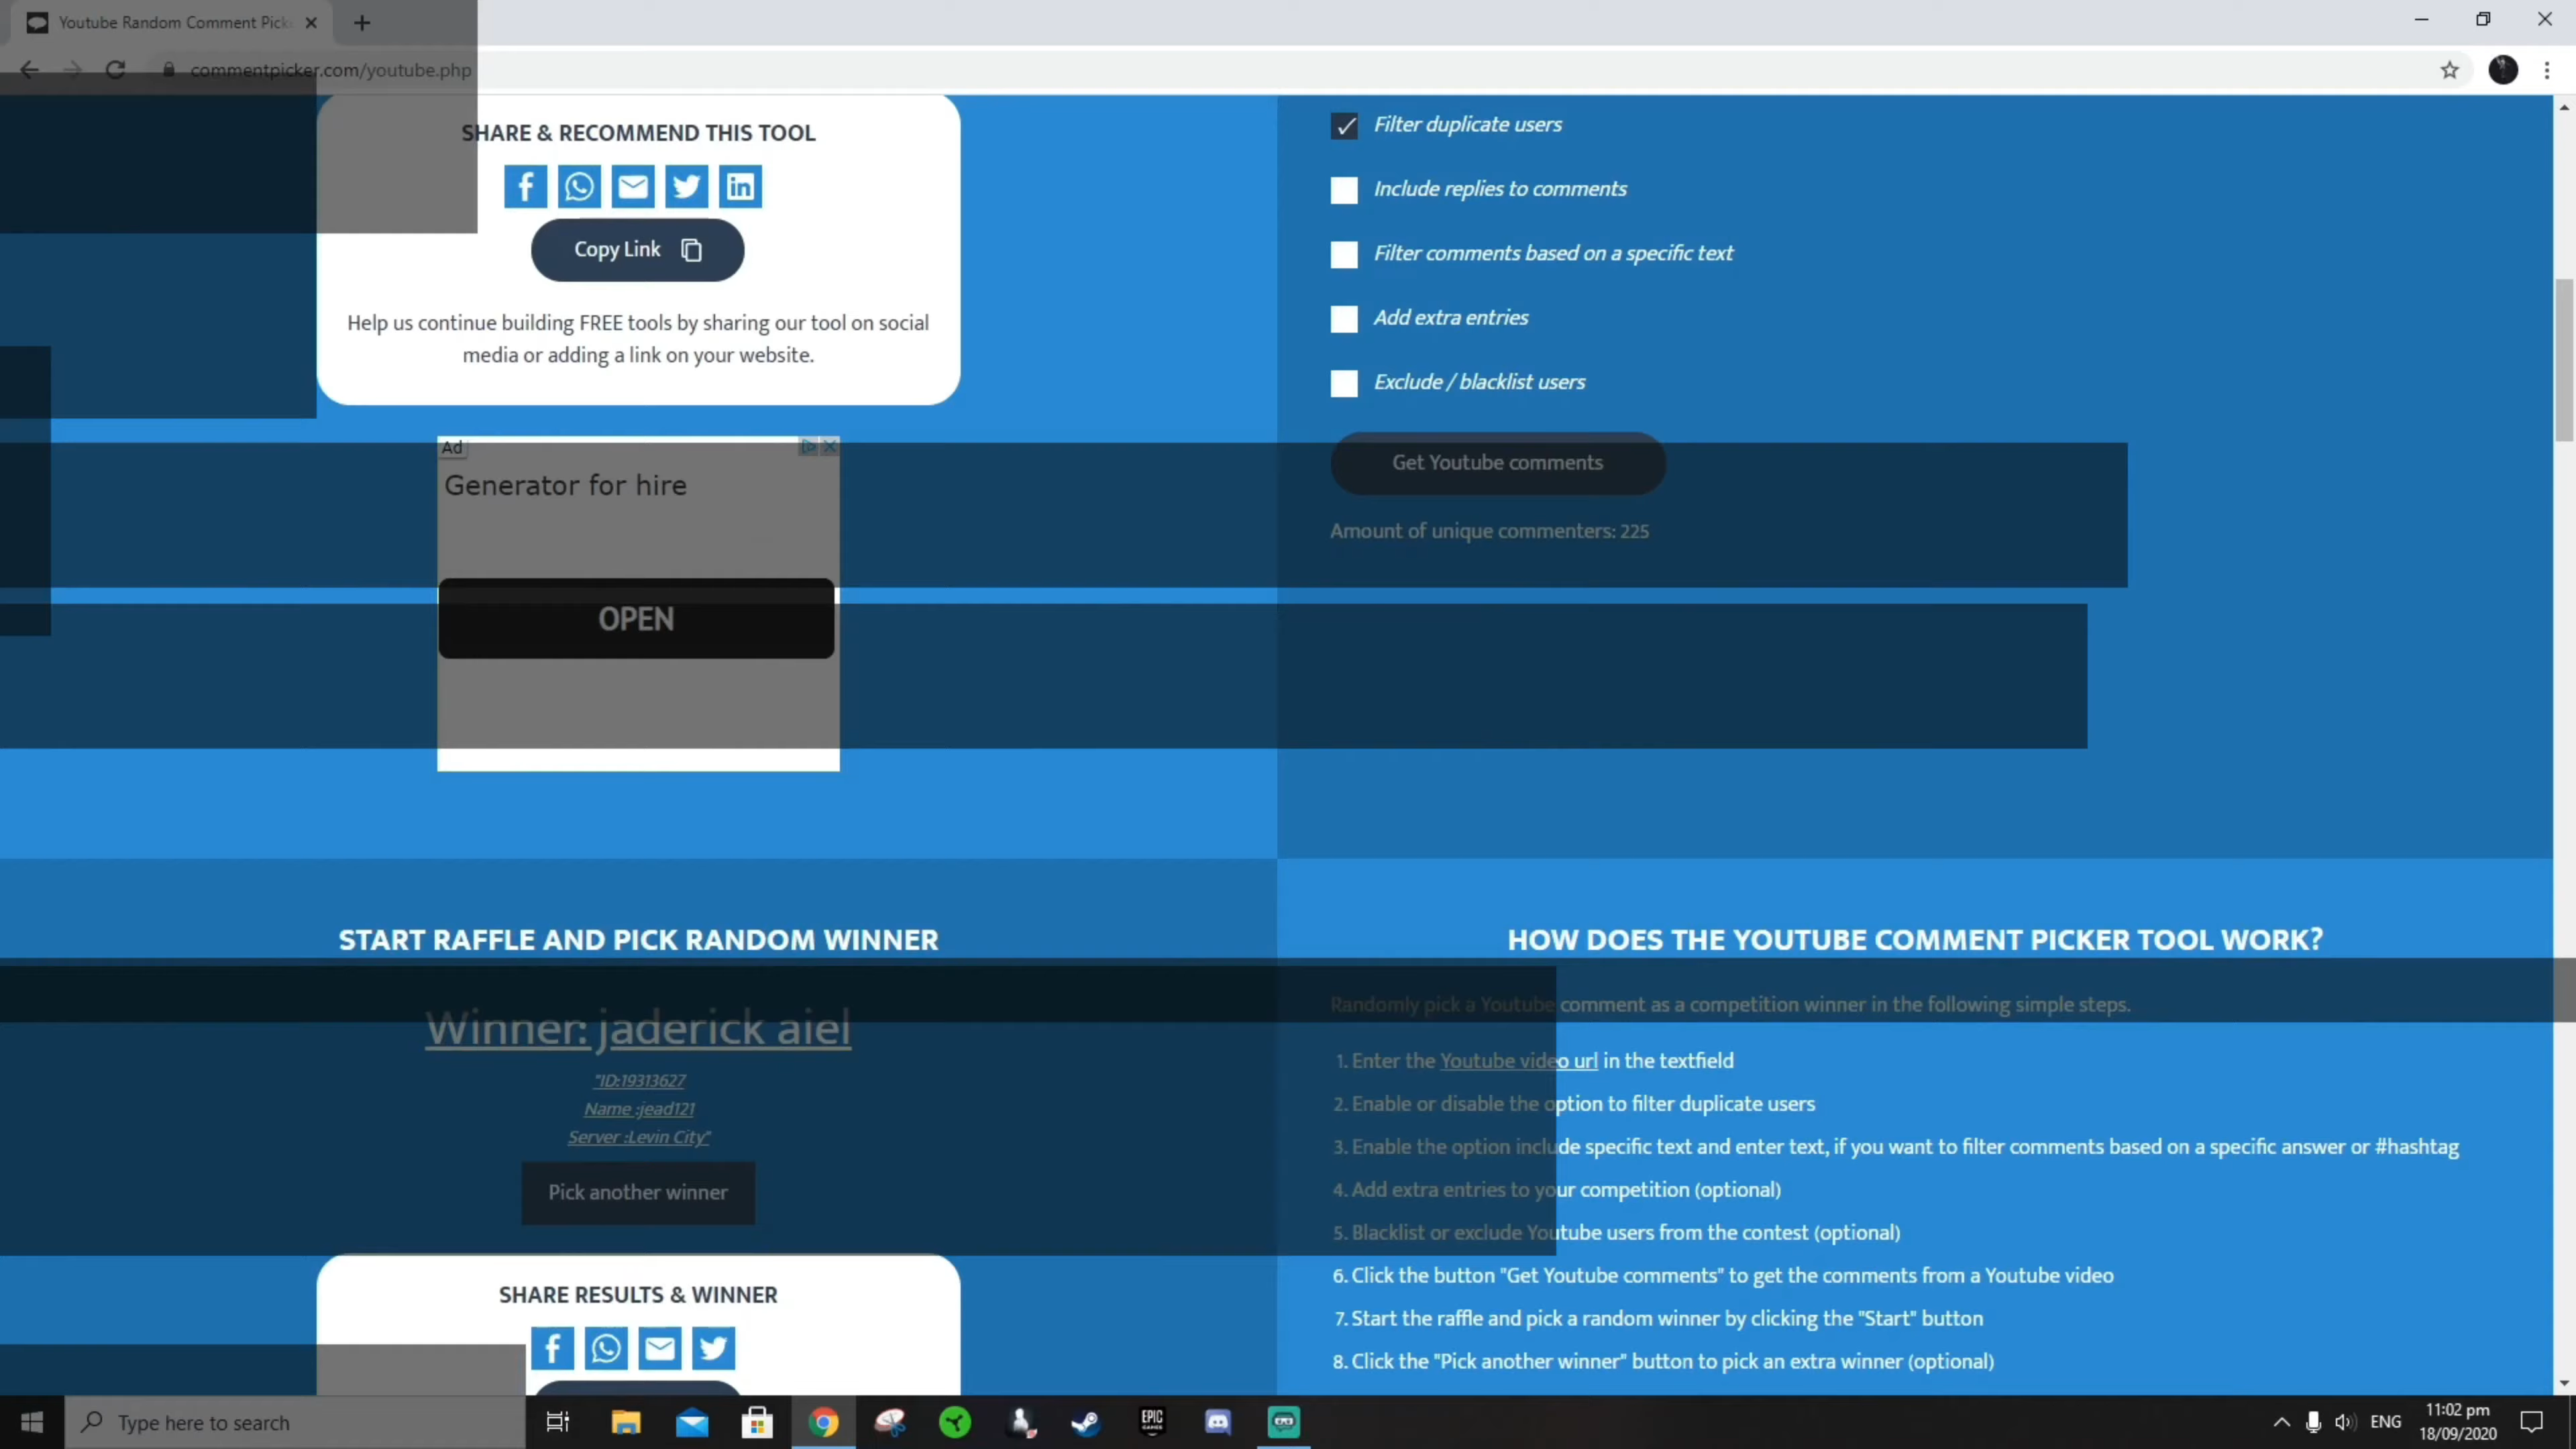 Youtube Random Comment Pick
commentpicker.com/youtube.php
SHARE & RECOMMEND THIS TOOL
Copy Link
Help us continue building FREE tools by sharing our tool on social
media or adding a link on your website.
Ad
Generator for hire
OPEN
Filter duplicate users
Include replies to comments
Filter comments based on a specific text
Add extra entries
Exclude / blacklist users
Get Youtube comments
Amount of unique commenters: 225
START RAFFLE AND PICK RANDOM WINNER
Winner: jaderick aiel
"ID:19313627
Name :jead121
Server :Levin City"
Pick another winner
SHARE RESULTS & WINNER
HOW DOES THE YOUTUBE COMMENT PICKER TOOL WORK?
Randomly pick a Youtube comment as a competition winner in the following simple steps.
1. Enter the Youtube video url in the textfield
2. Enable or disable the option to filter duplicate users
3. Enable the option include specific text and enter text, if you want to filter comments based on a specific answer or #hashtag
4. Add extra entries to your competition (optional)
5. Blacklist or exclude Youtube users from the contest (optional)
6. Click the button "Get Youtube comments" to get the comments from a Youtube video
7. Start the raffle and pick a random winner by clicking the "Start" button
8. Click the "Pick another winner" button to pick an extra winner (optional)
Type here to search
EPIC GAMES
ENG
11:02 pm
18/09/2020